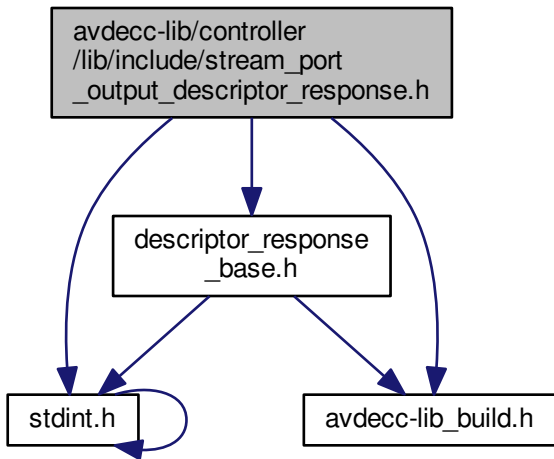 avdecc-lib/controller
/lib/include/stream_port
_output_descriptor_response.h
descriptor_response
_base.h
stdint.h
avdecc-lib_build.h